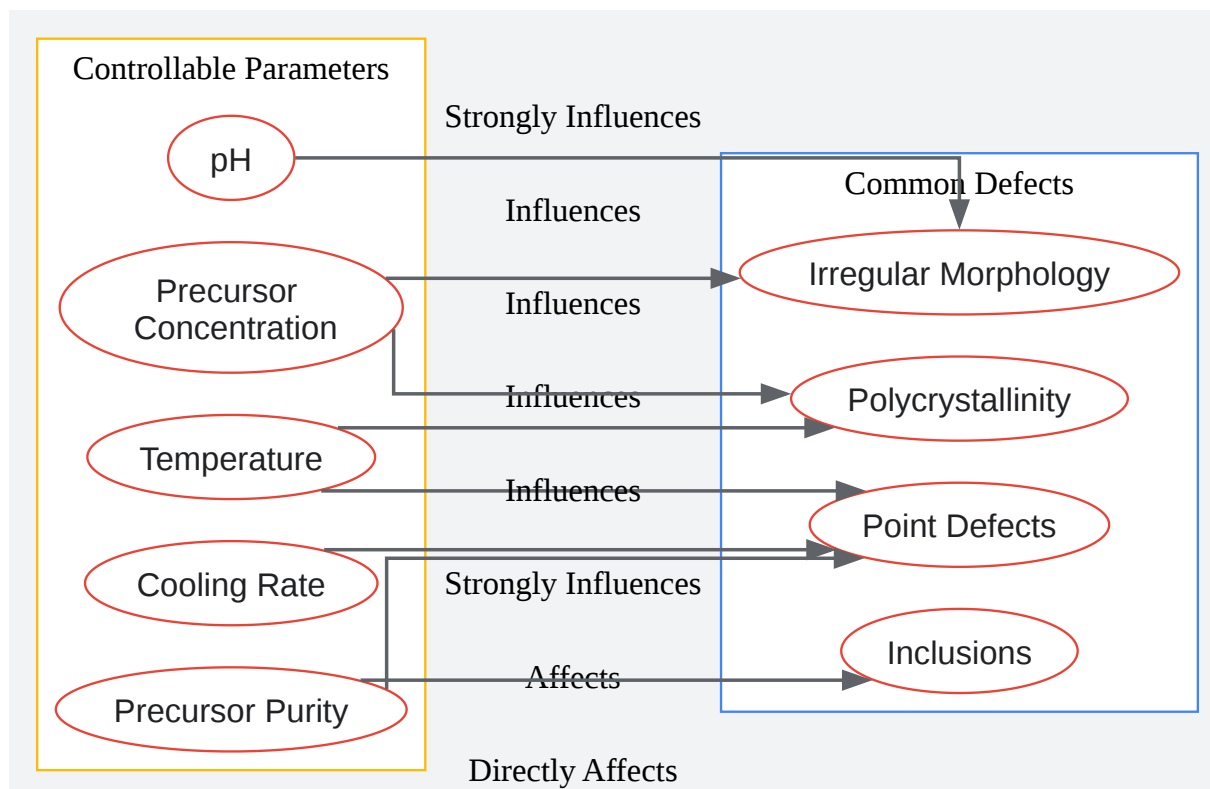 Controllable Parameters
pH
Precursor
Concentration
Temperature
Cooling Rate
Precursor Purity
Strongly Influences
Influences
Influences
Influences
Influences
Strongly Influences
Affects
Directly Affects
Common Defects
Irregular Morphology
Polycrystallinity
Point Defects
Inclusions